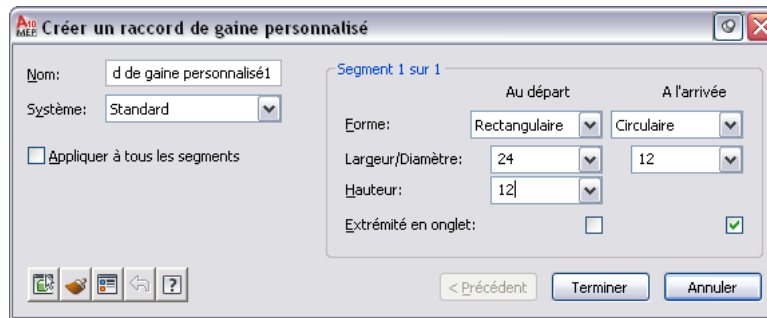 A10 MEP Créer un raccord de gaine personnalisé
Nom: d de gaine personnalisé1
Système: Standard
Appliquer à tous les segments
Segment 1 sur 1
Au départ A l'arrivée
Forme: Rectangulaire Circulaire
Largeur/Diamètre: 24 12
Hauteur: 12
Extrémité en onglet:
?
< Précédent Terminer Annuler